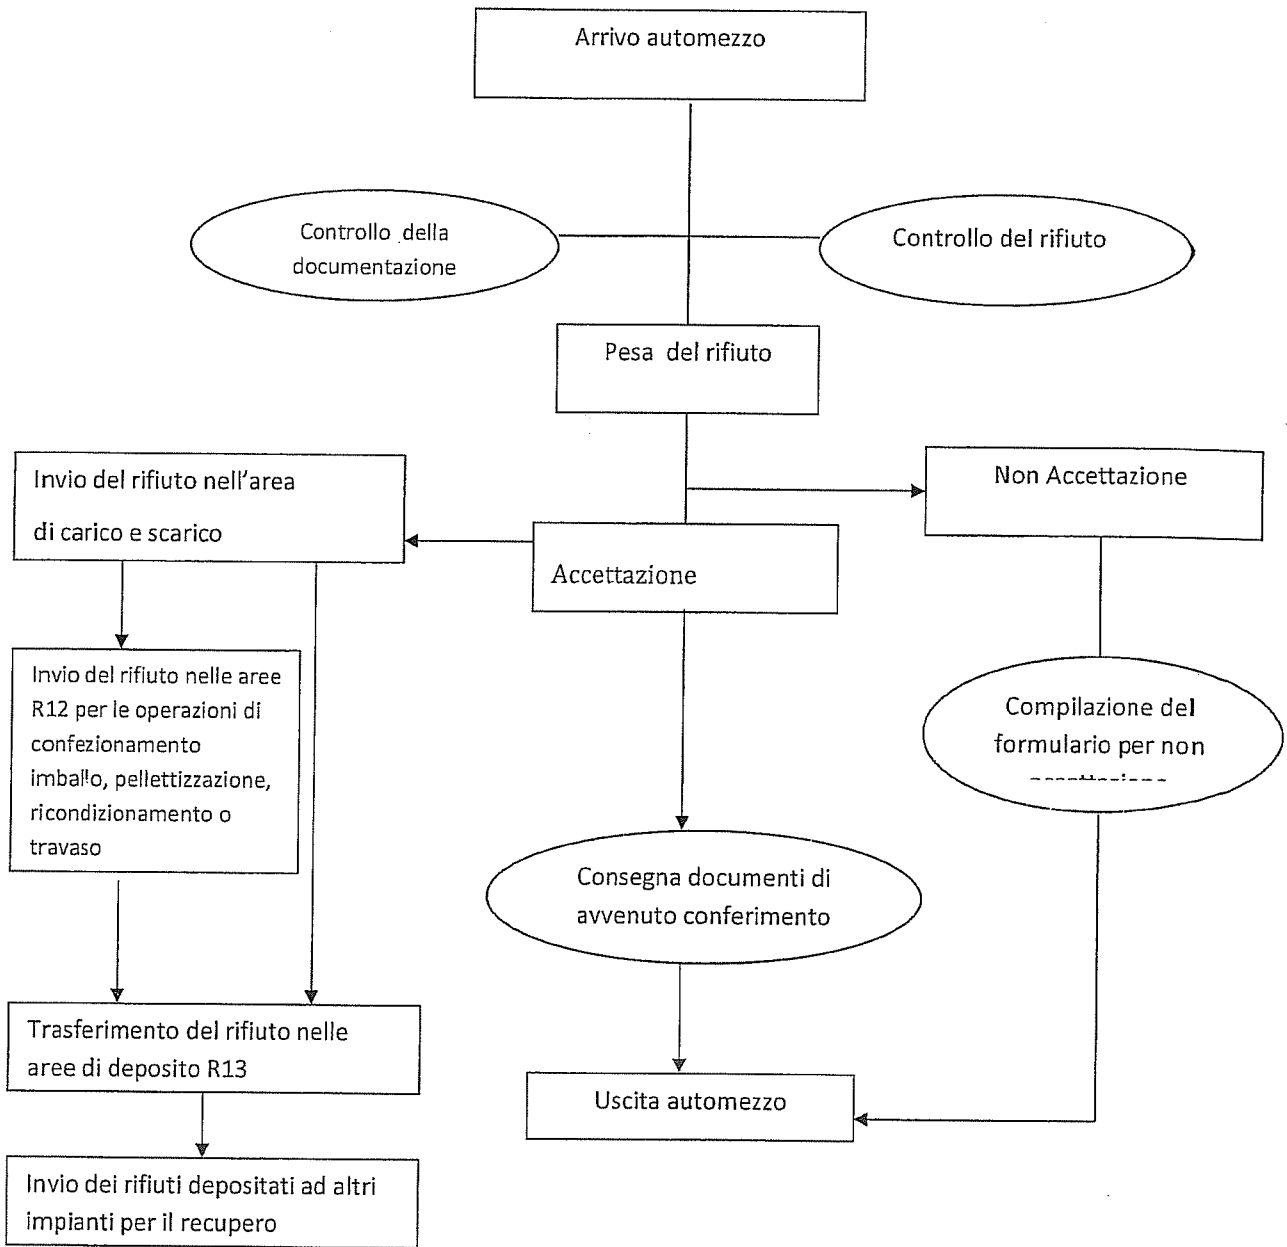 Arrivo automezzo
Controllo della
documentazione
Controllo del rifiuto
Pesa del rifiuto
Invio del rifiuto nell'area
di carico e scarico
Non Accettazione
Accettazione
Invio del rifiuto nelle aree
R12 per le operazioni di
confezionamento
imballo, pellettizzazione,
ricondizionamento o
travaso
Compilazione del
formulario per non
Consegna documenti di
avvenuto conferimento
Trasferimento del rifiuto nelle
aree di deposito R13
Uscita automezzo
Invio dei rifiuti depositati ad altri
impianti per il recupero